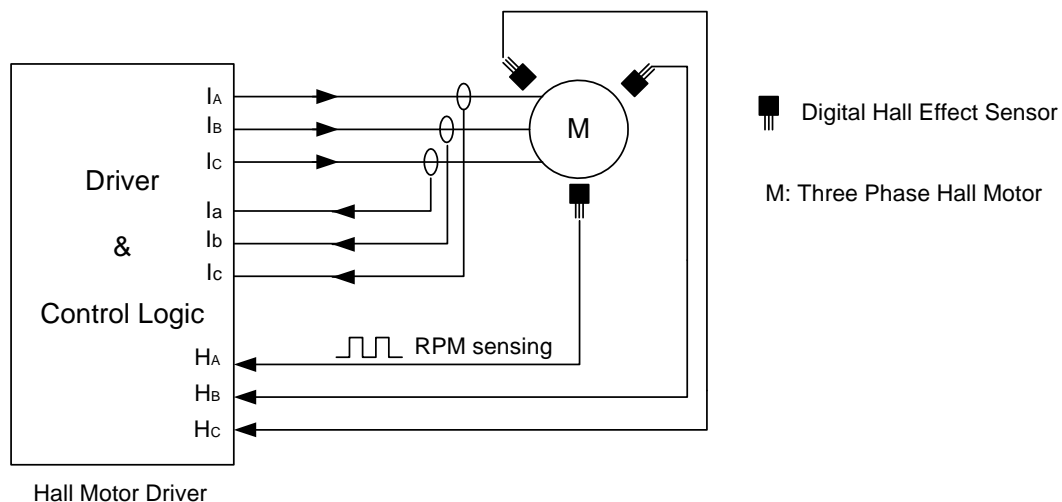 IA
IB
IC
Driver
&
Control Logic
Ia
Ib
Ic
HA
HB
HC
RPM sensing
M
Digital Hall Effect Sensor
M: Three Phase Hall Motor
Hall Motor Driver